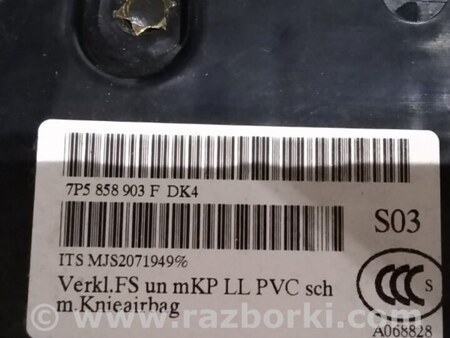 7P5 858 903 F DK4
S03
ITS MJS2071949%
Verkl.FS un mKP LL PVC sch
m.Knieairbag
CCC S
A068828
www.razborki.com